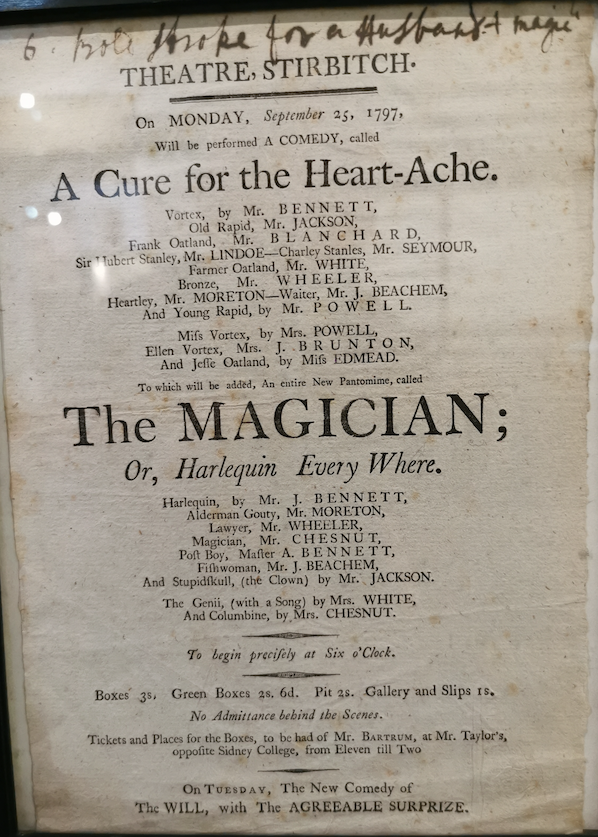 6. Bold Stroke for a Husband + magic
THEATRE, STIRBITCH.
On MONDAY, September 25, 1797,
Will be performed A COMEDY, called
A Cure for the Heart-Ache.
Vortex, by Mr. BENNETT,
Old Rapid, Mr. JACKSON,
Frank Oatland, Mr. BLANCHARD,
Sir Hubert Stanley, Mr. LINDOE—Charley Stanles, Mr. SEYMOUR,
Farmer Oatland, Mr. WHITE,
Bronze, Mr. WHEELER,
Heartley, Mr. MORETON—Waiter, Mr. J. BEACHEM,
And Young Rapid, by Mr. POWELL.
Miſs Vortex, by Mrs. POWELL,
Ellen Vortex, Mrs. J. BRUNTON,
And Jeſſe Oatland, by Miſs EDMEAD.
To which will be added, An entire New Pantomime, called
The MAGICIAN;
Or, Harlequin Every Where.
Harlequin, by Mr. J. BENNETT,
Alderman Gouty, Mr. MORETON,
Lawyer, Mr. WHEELER,
Magician, Mr. CHESNUT,
Poſt Boy, Maſter A. BENNETT,
Fiſhwoman, Mr. J. BEACHEM,
And Stupidſkull, (the Clown) by Mr. JACKSON.
The Genii, (with a Song) by Mrs. WHITE,
And Columbine, by Mrs. CHESNUT.
To begin preciſely at Six o'Clock.
Boxes 3s, Green Boxes 2s. 6d. Pit 2s. Gallery and Slips 1s.
No Admittance behind the Scenes.
Tickets and Places for the Boxes, to be had of Mr. BARTRUM, at Mr. Taylor's,
oppoſite Sidney College, from Eleven till Two
On TUESDAY, The New Comedy of
The WILL, with The AGREEABLE SURPRIZE.